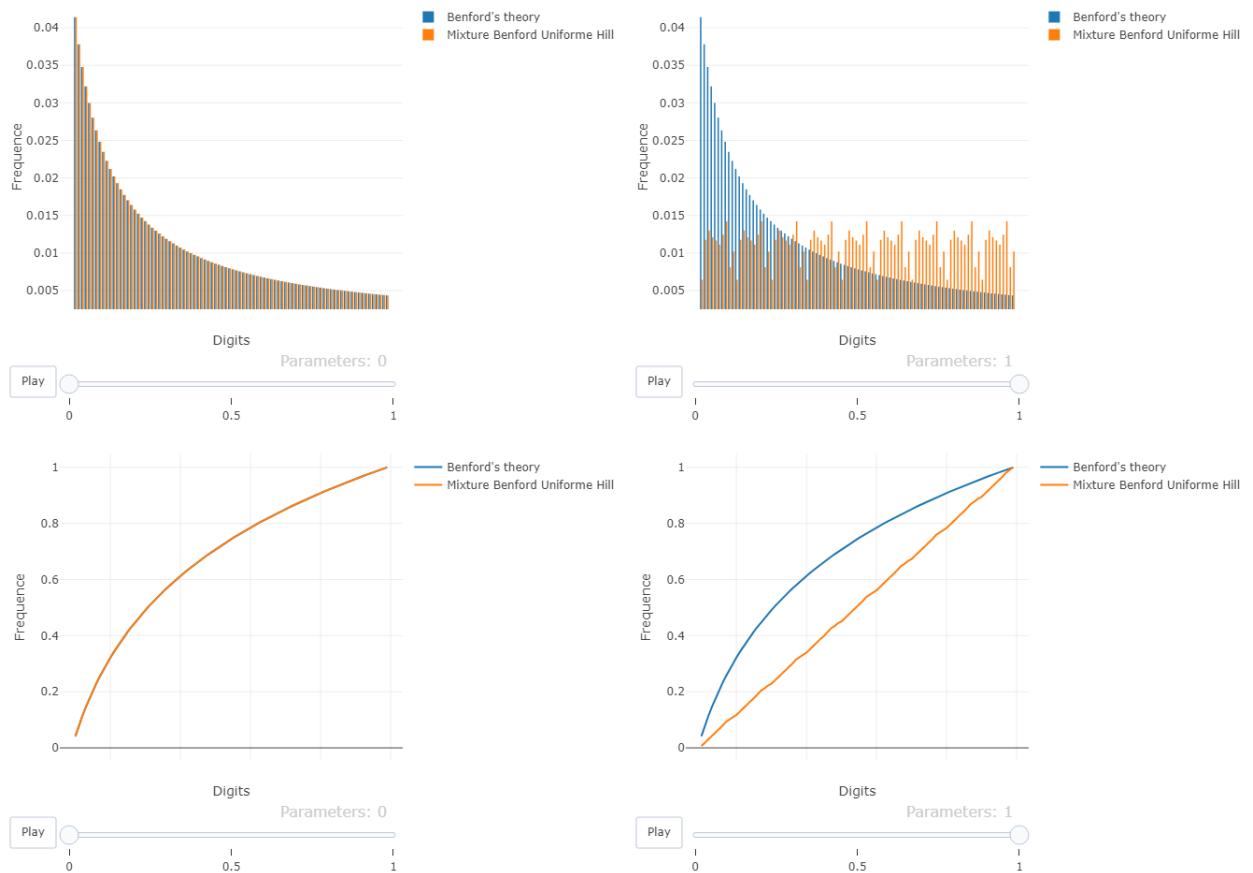 Benford's theory
Mixture Benford Uniforme Hill
0.04
0.035
0.03
0.025
0.02
0.015
0.01
0.005
Frequence
Digits
Parameters: 0
Play
0
0.5
1
Benford's theory
Mixture Benford Uniforme Hill
0.04
0.035
0.03
0.025
0.02
0.015
0.01
0.005
Frequence
Digits
Parameters: 1
Play
0
0.5
1
Benford's theory
Mixture Benford Uniforme Hill
1
0.8
0.6
0.4
0.2
0
Frequence
Digits
Parameters: 0
Play
0
0.5
1
Benford's theory
Mixture Benford Uniforme Hill
1
0.8
0.6
0.4
0.2
0
Frequence
Digits
Parameters: 1
Play
0
0.5
1